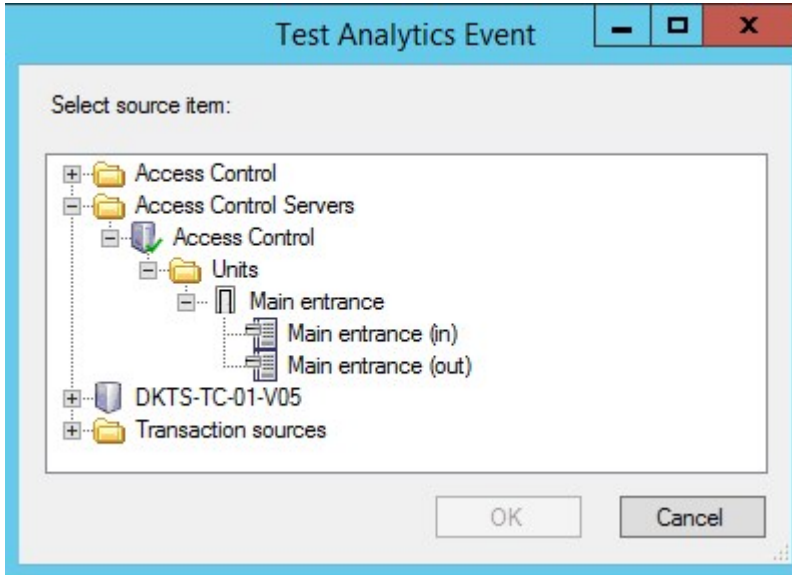 Test Analytics Event
Select source item:
Access Control
Access Control Servers
Access Control
Units
Main entrance
Main entrance (in)
Main entrance (out)
DKTS-TC-01-V05
Transaction sources
OK
Cancel